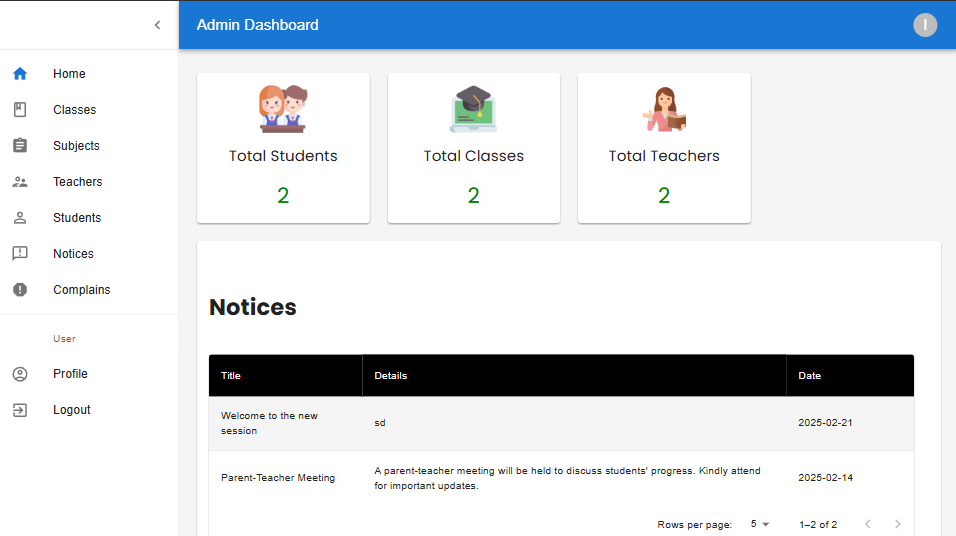 Admin Dashboard
I
Home
Classes
Subjects
Teachers
Students
Notices
Complains
User
Profile
Logout
Total Students
2
Total Classes
2
Total Teachers
2
Notices
Title Details Date
Welcome to the new
session
sd
2025-02-21
Parent-Teacher Meeting
A parent-teacher meeting will be held to discuss students' progress. Kindly attend
for important updates.
2025-02-14
Rows per page: 5 1–2 of 2